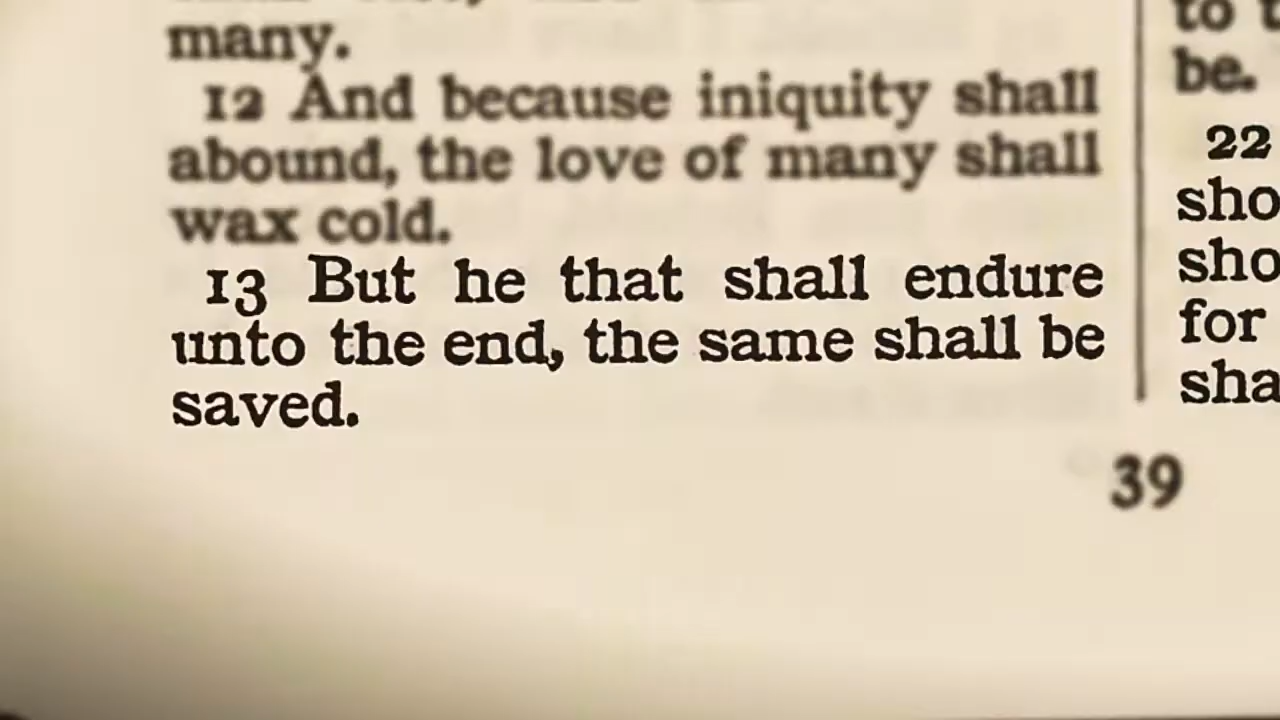 many.
12 And because iniquity shall
abound, the love of many shall
wax cold.
13 But he that shall endure
unto the end, the same shall be
saved.
to
be.
22
sho
sho
for
sha
39